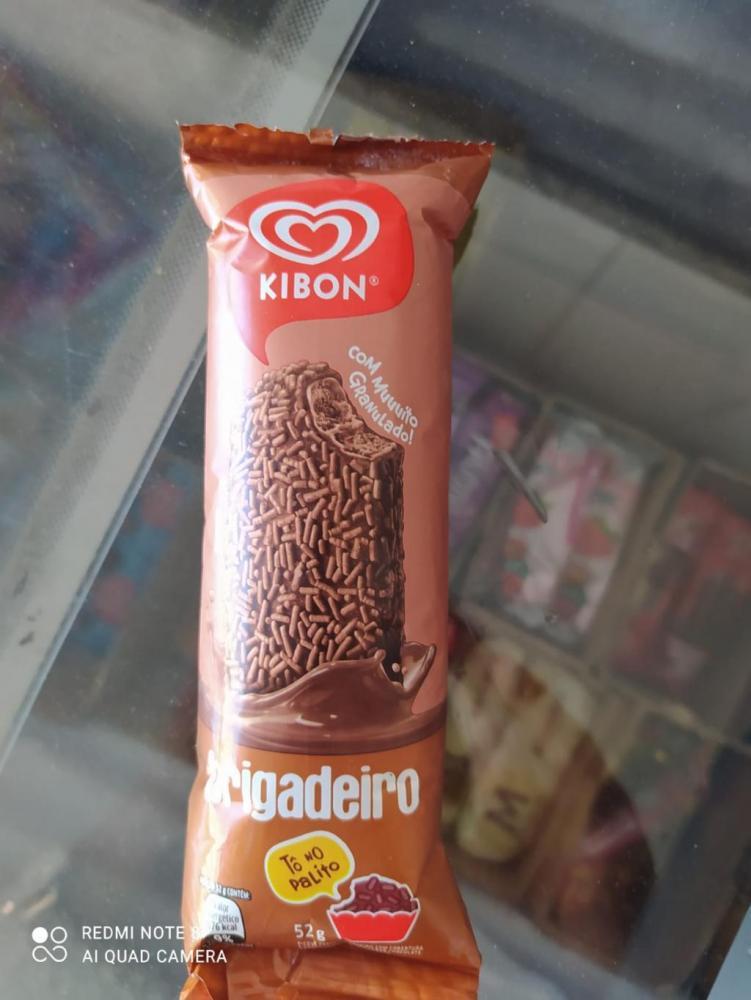 KIBON®
COM MUUUITO
GRANULADO!
Brigadeiro
TÔ NO
PALITO
52g
REDMI NOTE 8
AI QUAD CAMERA